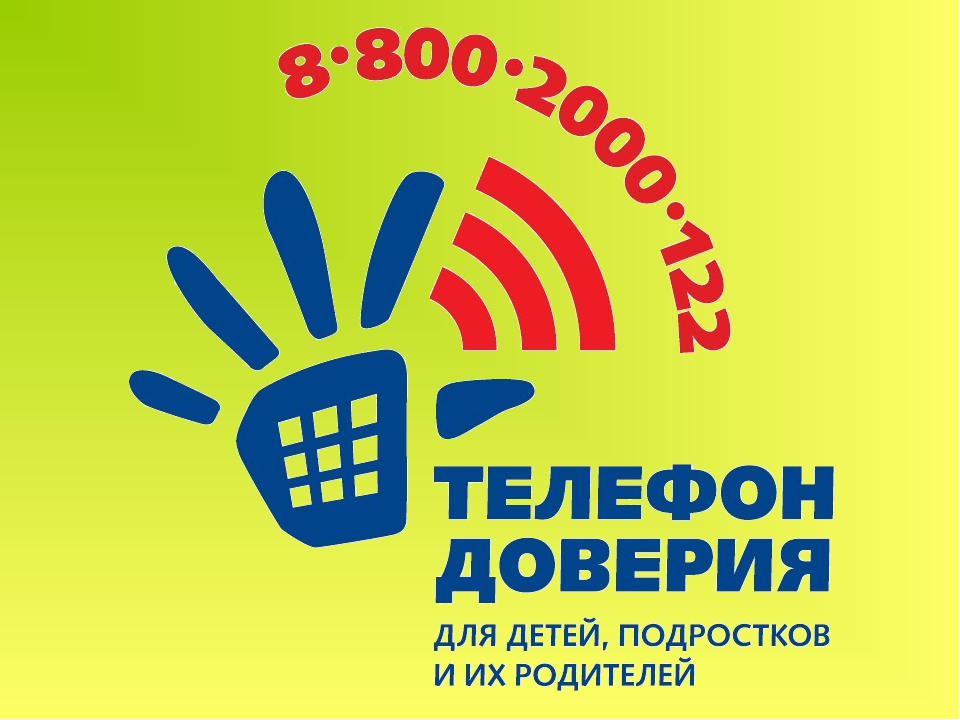 8·800·2000·122
ТЕЛЕФОН
ДОВЕРИЯ
ДЛЯ ДЕТЕЙ, ПОДРОСТКОВ
И ИХ РОДИТЕЛЕЙ